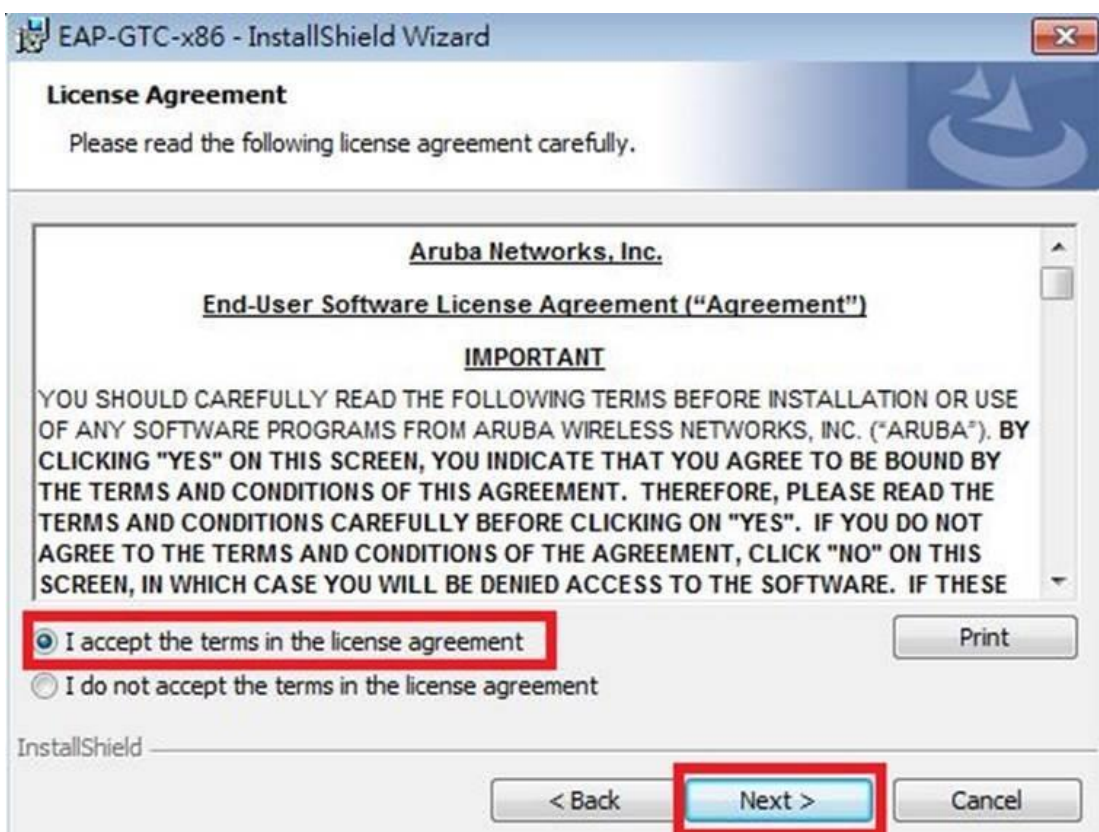 EAP-GTC-x86 - InstallShield Wizard
License Agreement
Please read the following license agreement carefully.
Aruba Networks, Inc.
End-User Software License Agreement (“Agreement”)
IMPORTANT
YOU SHOULD CAREFULLY READ THE FOLLOWING TERMS BEFORE INSTALLATION OR USE
OF ANY SOFTWARE PROGRAMS FROM ARUBA WIRELESS NETWORKS, INC. (“ARUBA”). BY
CLICKING "YES" ON THIS SCREEN, YOU INDICATE THAT YOU AGREE TO BE BOUND BY
THE TERMS AND CONDITIONS OF THIS AGREEMENT. THEREFORE, PLEASE READ THE
TERMS AND CONDITIONS CAREFULLY BEFORE CLICKING ON "YES". IF YOU DO NOT
AGREE TO THE TERMS AND CONDITIONS OF THE AGREEMENT, CLICK "NO" ON THIS
SCREEN, IN WHICH CASE YOU WILL BE DENIED ACCESS TO THE SOFTWARE. IF THESE
I accept the terms in the license agreement
Print
I do not accept the terms in the license agreement
InstallShield
< Back
Next >
Cancel